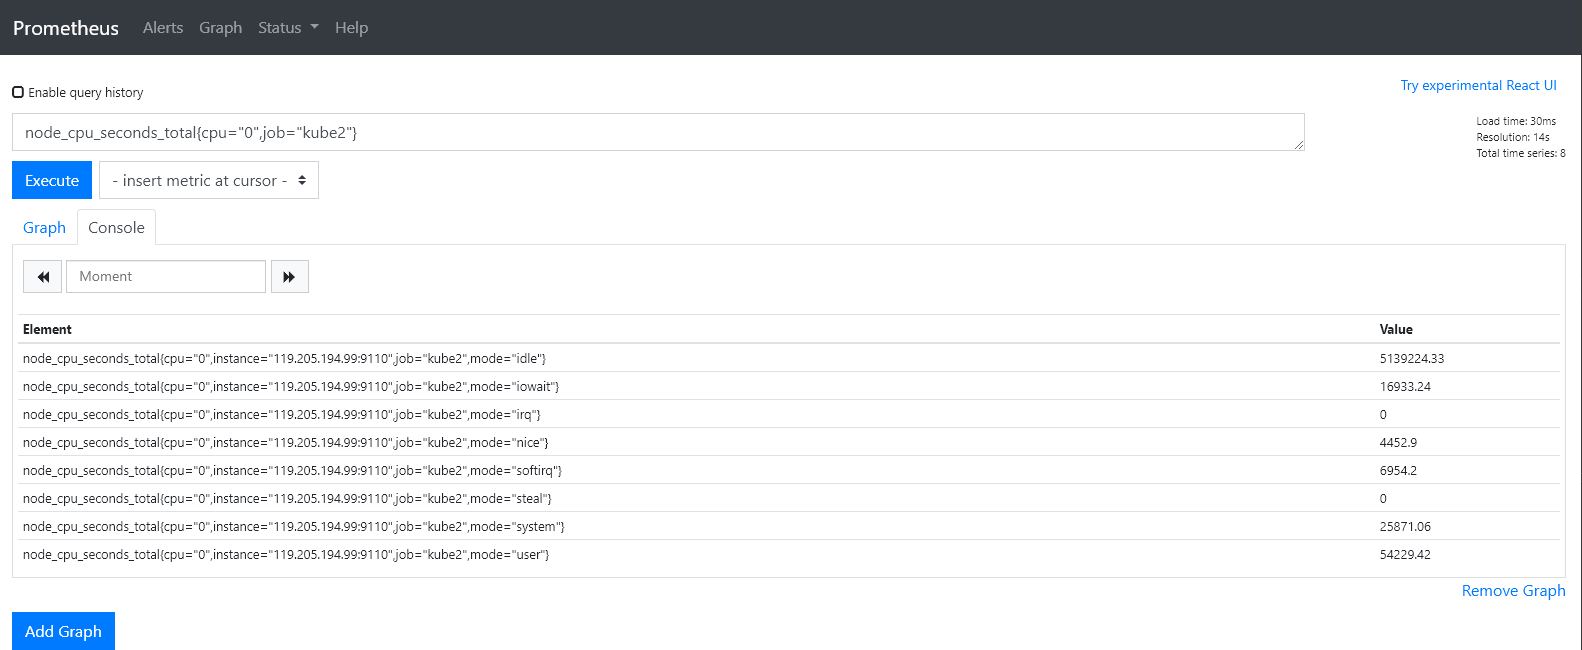 Prometheus Alerts Graph Status Help
Enable query history
Try experimental React UI
node_cpu_seconds_total{cpu="0",job="kube2"}
Load time: 30ms
Resolution: 14s
Total time series: 8
Execute - insert metric at cursor -
Graph Console
Moment
Element Value
node_cpu_seconds_total{cpu="0",instance="119.205.194.99:9110",job="kube2",mode="idle"} 5139224.33
node_cpu_seconds_total{cpu="0",instance="119.205.194.99:9110",job="kube2",mode="iowait"} 16933.24
node_cpu_seconds_total{cpu="0",instance="119.205.194.99:9110",job="kube2",mode="irq"} 0
node_cpu_seconds_total{cpu="0",instance="119.205.194.99:9110",job="kube2",mode="nice"} 4452.9
node_cpu_seconds_total{cpu="0",instance="119.205.194.99:9110",job="kube2",mode="softirq"} 6954.2
node_cpu_seconds_total{cpu="0",instance="119.205.194.99:9110",job="kube2",mode="steal"} 0
node_cpu_seconds_total{cpu="0",instance="119.205.194.99:9110",job="kube2",mode="system"} 25871.06
node_cpu_seconds_total{cpu="0",instance="119.205.194.99:9110",job="kube2",mode="user"} 54229.42
Remove Graph
Add Graph